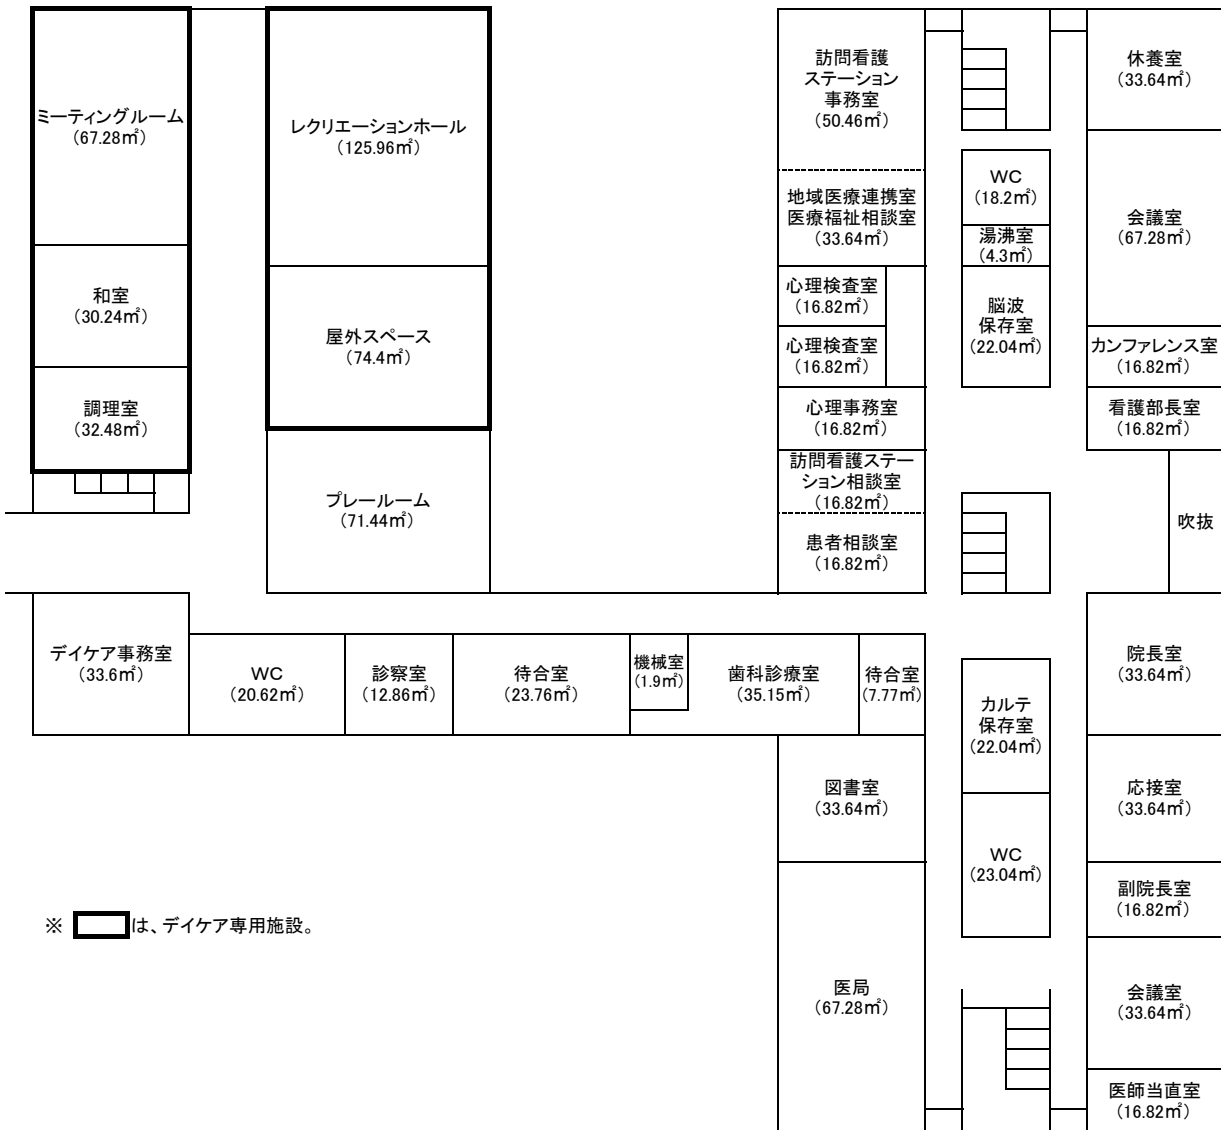 ミーティングルーム
（67.28㎡）
和室
（30.24㎡）
調理室
（32.48㎡）
レクリエーションホール
（125.96㎡）
屋外スペース
（74.4㎡）
プレールーム
（71.44㎡）
訪問看護
ステーション
事務室
（50.46㎡）
地域医療連携室
医療福祉相談室
（33.64㎡）
心理検査室
（16.82㎡）
心理検査室
（16.82㎡）
心理事務室
（16.82㎡）
訪問看護ステー
ション相談室
（16.82㎡）
患者相談室
（16.82㎡）
WC
（18.2㎡）
湯沸室
（4.3㎡）
脳波
保存室
（22.04㎡）
休養室
（33.64㎡）
会議室
（67.28㎡）
カンファレンス室
（16.82㎡）
看護部長室
（16.82㎡）
吹抜
デイケア事務室
（33.6㎡）
WC
（20.62㎡）
診察室
（12.86㎡）
待合室
（23.76㎡）
機械室
（1.9㎡）
歯科診療室
（35.15㎡）
待合室
（7.77㎡）
図書室
（33.64㎡）
医局
（67.28㎡）
カルテ
保存室
（22.04㎡）
WC
（23.04㎡）
院長室
（33.64㎡）
応接室
（33.64㎡）
副院長室
（16.82㎡）
会議室
（33.64㎡）
医師当直室
（16.82㎡）
※ は、デイケア専用施設。